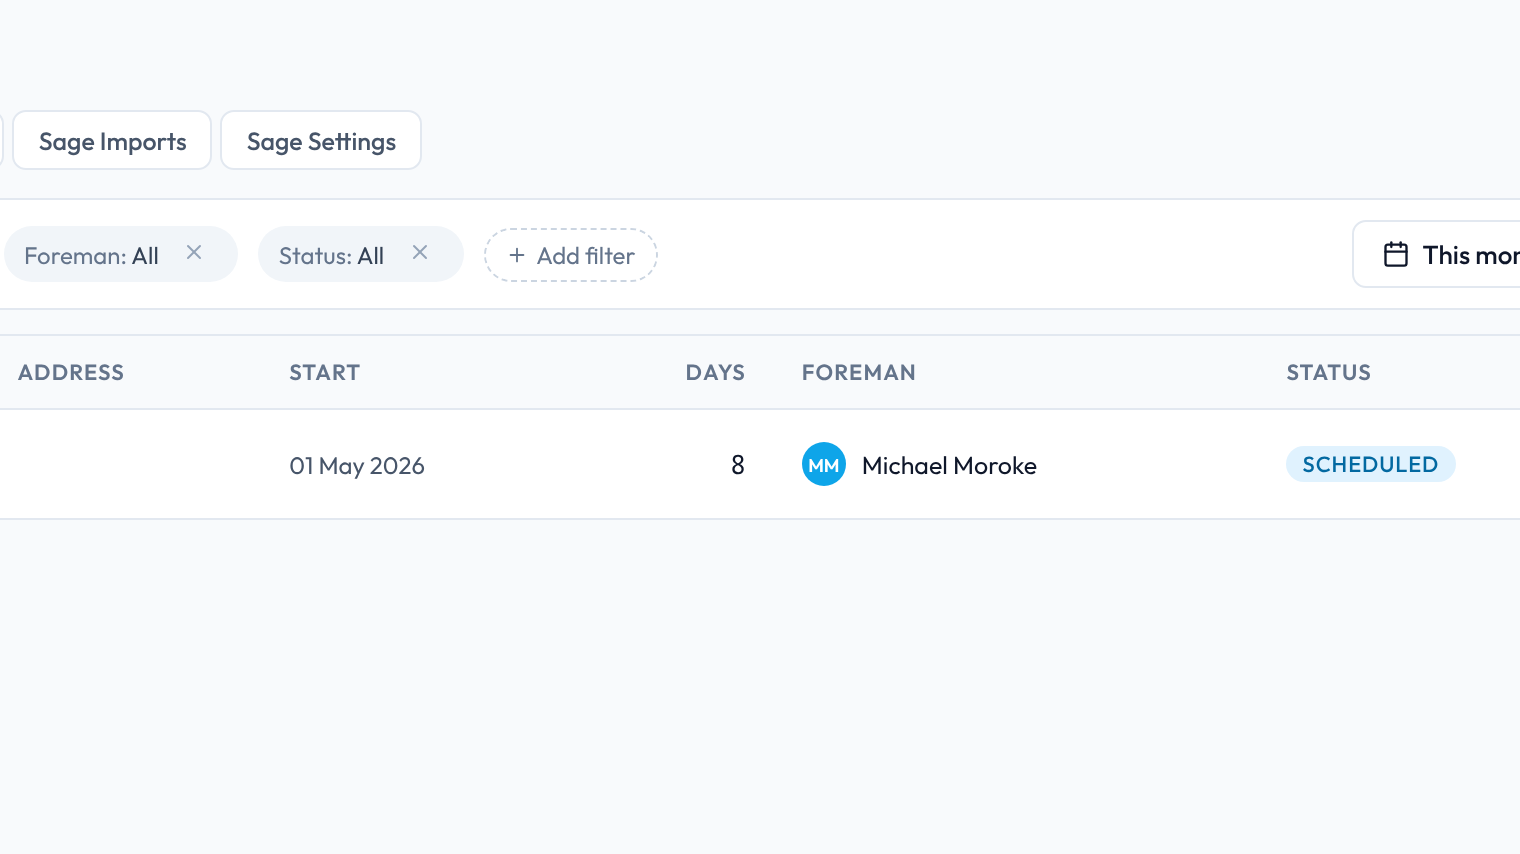 Sage Imports Sage Settings
Foreman: All Status: All + Add filter This mon
ADDRESS START DAYS FOREMAN STATUS
01 May 2026 8 MM Michael Moroke SCHEDULED